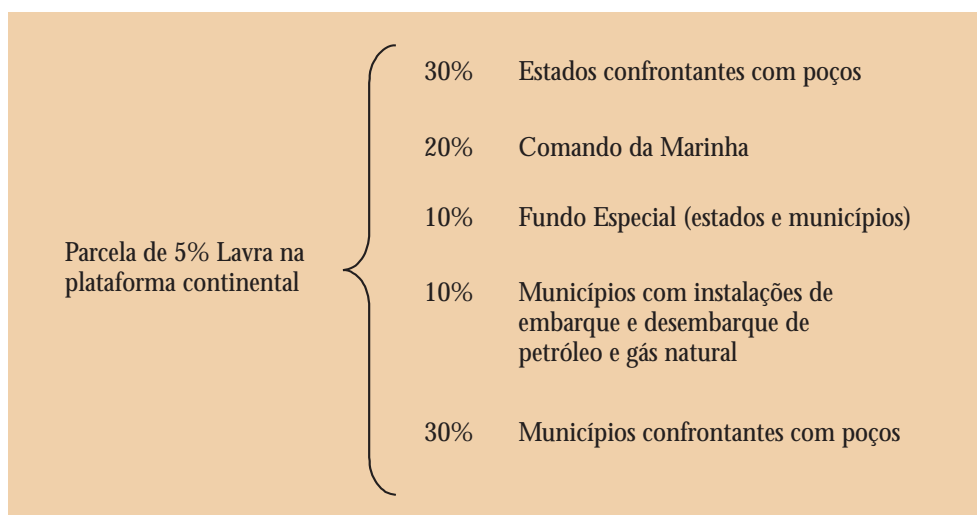 Parcela de 5% Lavra na
plataforma continental
30% Estados confrontantes com poços
20% Comando da Marinha
10% Fundo Especial (estados e municípios)
10% Municípios com instalações de
embarque e desembarque de
petróleo e gás natural
30% Municípios confrontantes com poços